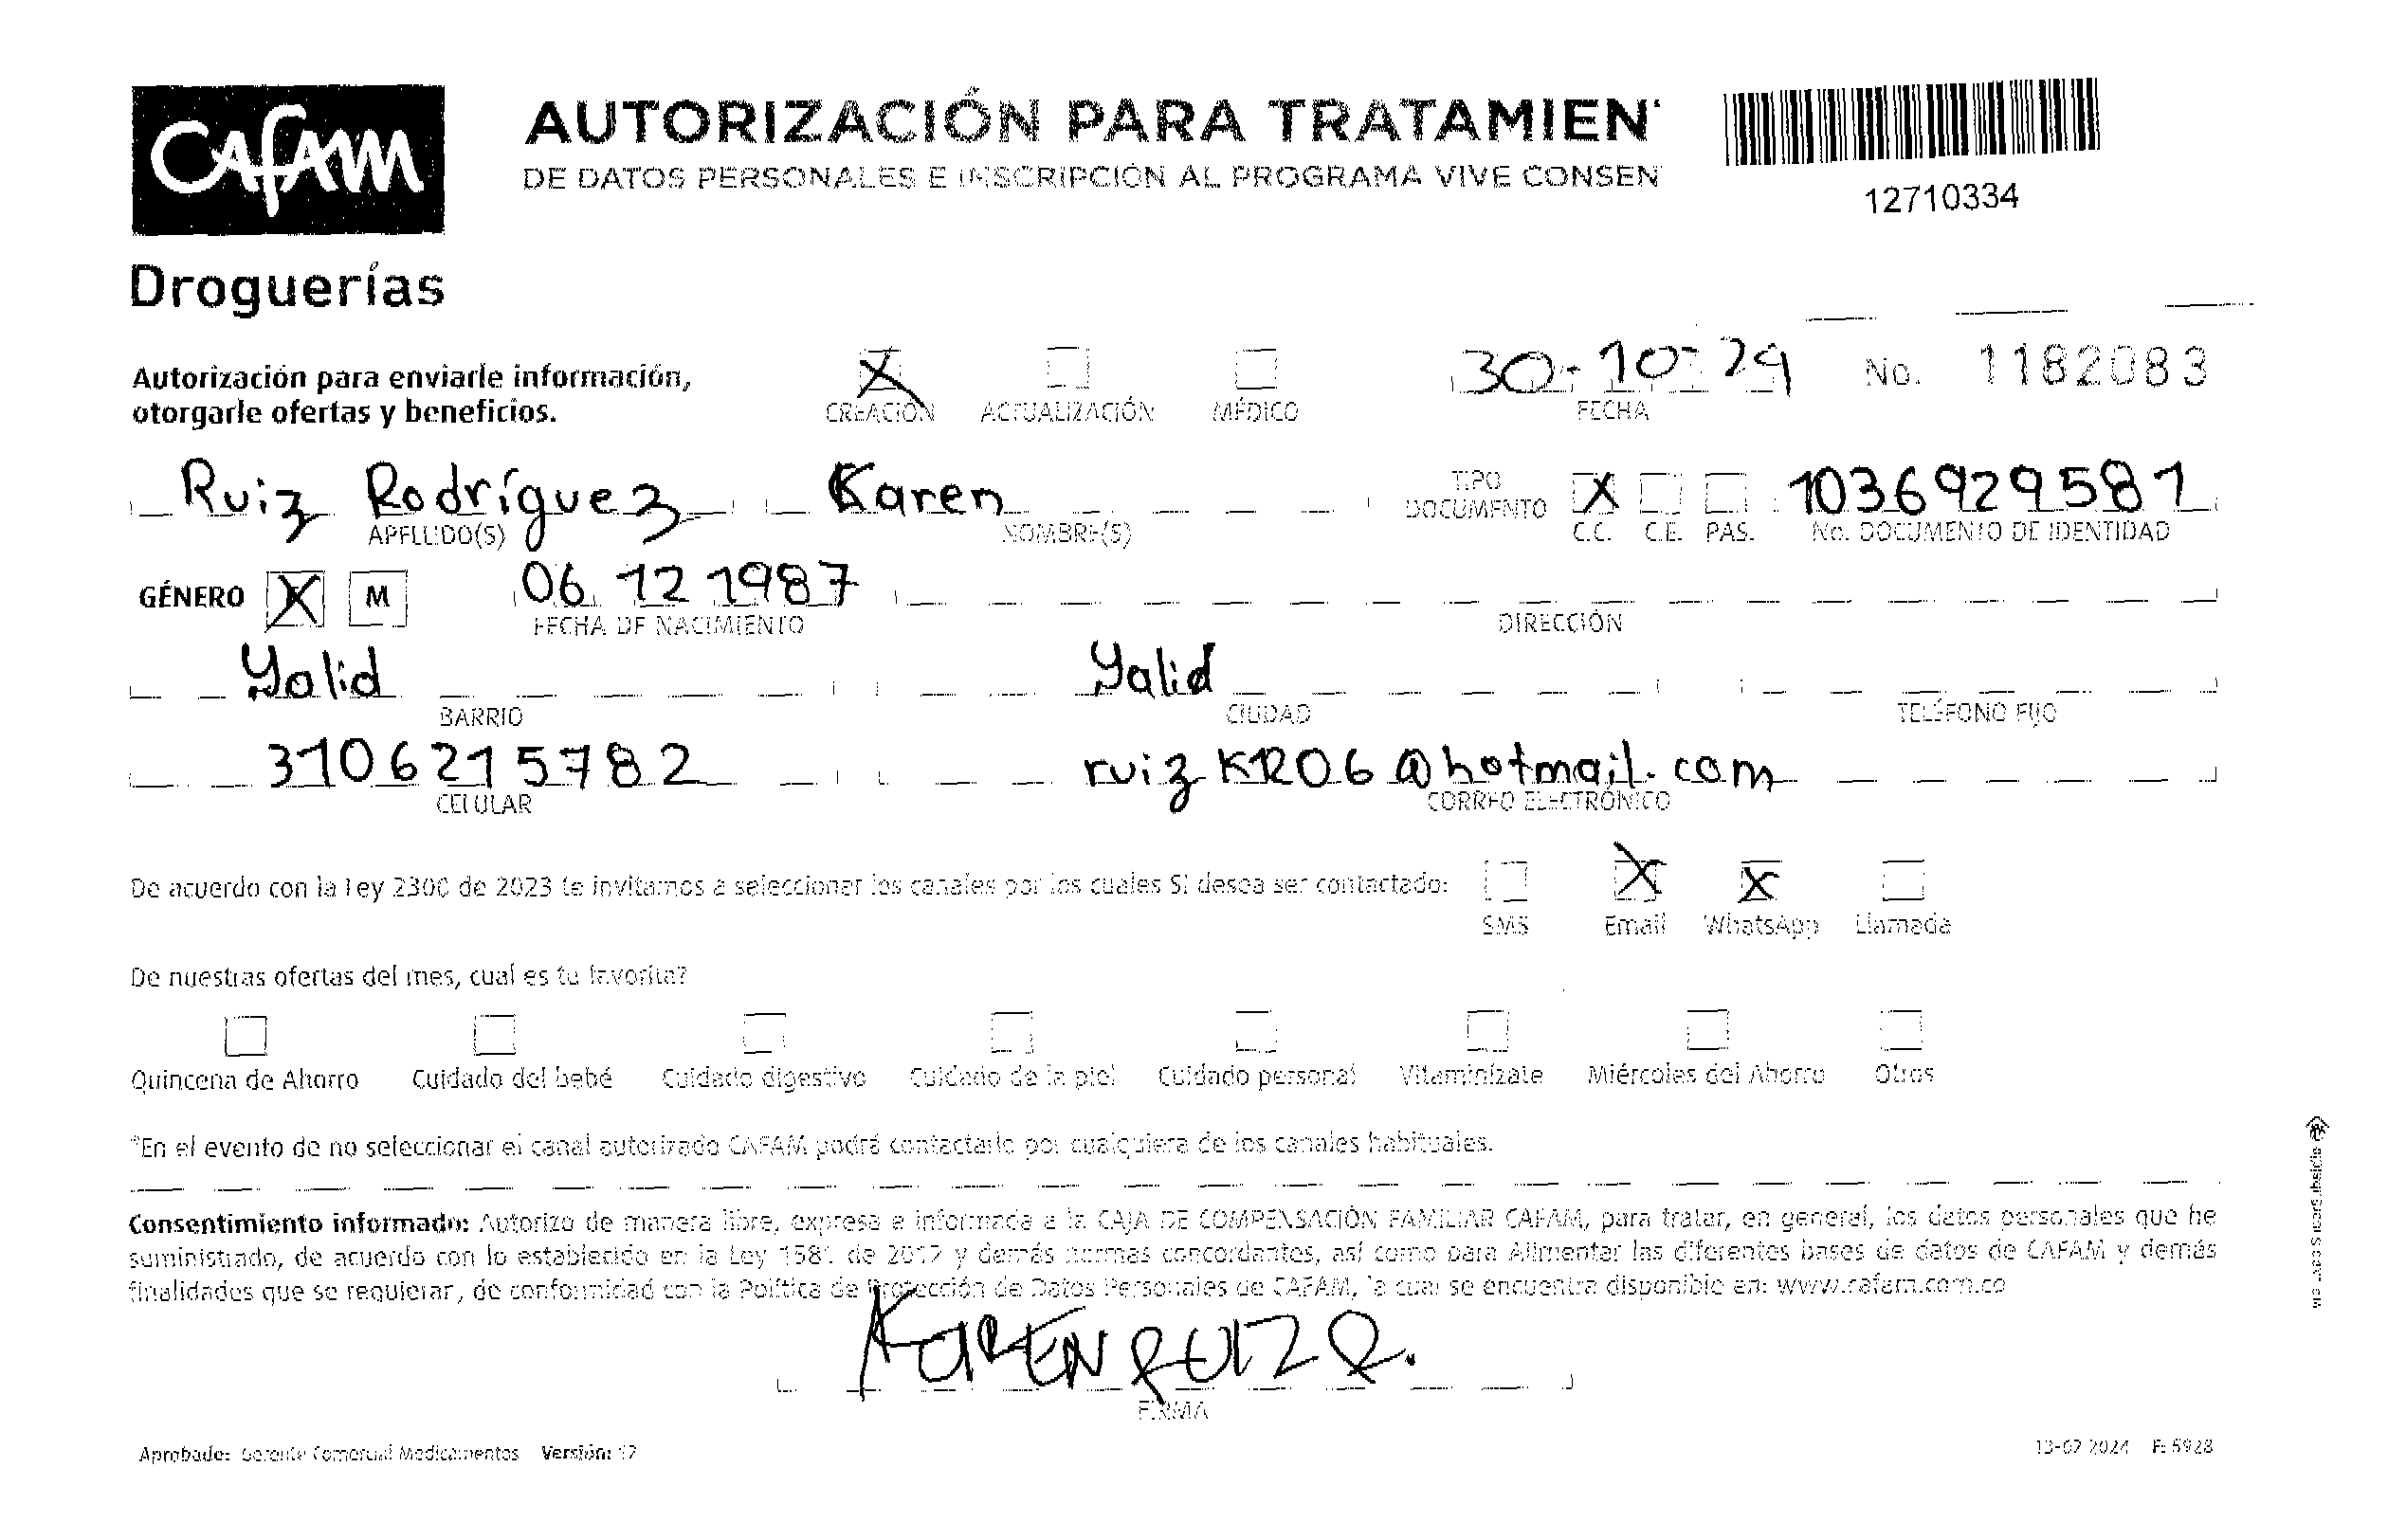 CAFAM
AUTORIZACIÓN PARA TRATAMIEN
DE DATOS PERSONALES E INSCRIPCIÓN AL PROGRAMA VIVE CONSEN
12710334
Droguerías
Autorización para enviarle información,
otorgarle ofertas y beneficios.
X CREACIÓN ACTUALIZACIÓN MÉDICO
30-10-24 FECHA
No. 1182083
Ruiz Rodríguez Karen TIPO DOCUMENTO X 1036929581
APELLIDO(S) NOMBRE(S) C.C. C.E. PAS. No. DOCUMENTO DE IDENTIDAD
GÉNERO X M 06 12 1987
FECHA DE NACIMIENTO DIRECCIÓN
Yalid Yalid
BARRIO CIUDAD TELÉFONO FIJO
3106215782 ruizKR06@hotmail.com
CELULAR CORREO ELECTRÓNICO
De acuerdo con la ley 2300 de 2023 te invitamos a seleccionar los canales por los cuales SI desea ser contactado: X X
SMS Email WhatsApp Llamada
De nuestras ofertas del mes, cual es tu favorita?
Quincena de Ahorro Cuidado del bebé Cuidado digestivo Cuidado de la piel Cuidado personal Vitamínizate Miércoles del Ahorro Otros
*En el evento de no seleccionar el canal autorizado CAFAM podrá contactarlo por cualquiera de los canales habituales.
Consentimiento informado: Autorizo de manera libre, expresa e informada a la CAJA DE COMPENSACIÓN FAMILIAR CAFAM, para tratar, en general, los datos personales que he
suministrado, de acuerdo con lo establecido en la Ley 1581 de 2012 y demás normas concordantes, así como para Alimentar las diferentes bases de datos de CAFAM y demás
finalidades que se requieran, de conformidad con la Política de Protección de Datos Personales de CAFAM, la cual se encuentra disponible en: www.cafam.com.co
KAREN RUIZ R.
FIRMA
Aprobado: Gerente Comercial Medicamentos Versión: 17
13-02-2024 F: 5928